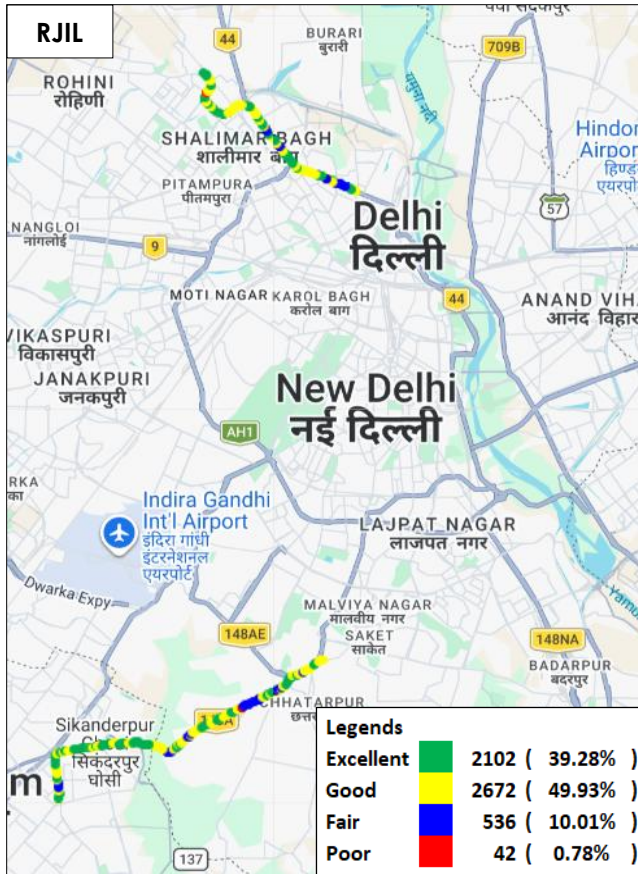 RJIL
44
BURARI
बुरारी
709B
ROHINI
रोहिणी
यमुना नदी
SHALIMAR BAGH
शालीमार बाग
Hindon
Airport
हिण्डन
एयरपोर्ट
PITAMPURA
पीतमपुरा
NANGLOI
नांगलोई
57
9
Delhi
दिल्ली
MOTI NAGAR
KAROL BAGH
करोल बाग
44
ANAND VIHA
आनंद विहार
VIKASPURI
विकासपुरी
JANAKPURI
जनकपुरी
New Delhi
नई दिल्ली
AH1
RKA
का
Indira Gandhi
Int'l Airport
इंदिरा गांधी
इंटरनेशनल
एयरपोर्ट
LAJPAT NAGAR
लाजपत नगर
Dwarka Expy
Yamu
MALVIYA NAGAR
मालवीय नगर
148AE
SAKET
साकेत
148NA
BADARPUR
बदरपुर
CHHATARPUR
Sikanderpur
सिकंदरपुर
घोसी
m
137
Legends
Excellent 2102 ( 39.28% )
Good 2672 ( 49.93% )
Fair 536 ( 10.01% )
Poor 42 ( 0.78% )